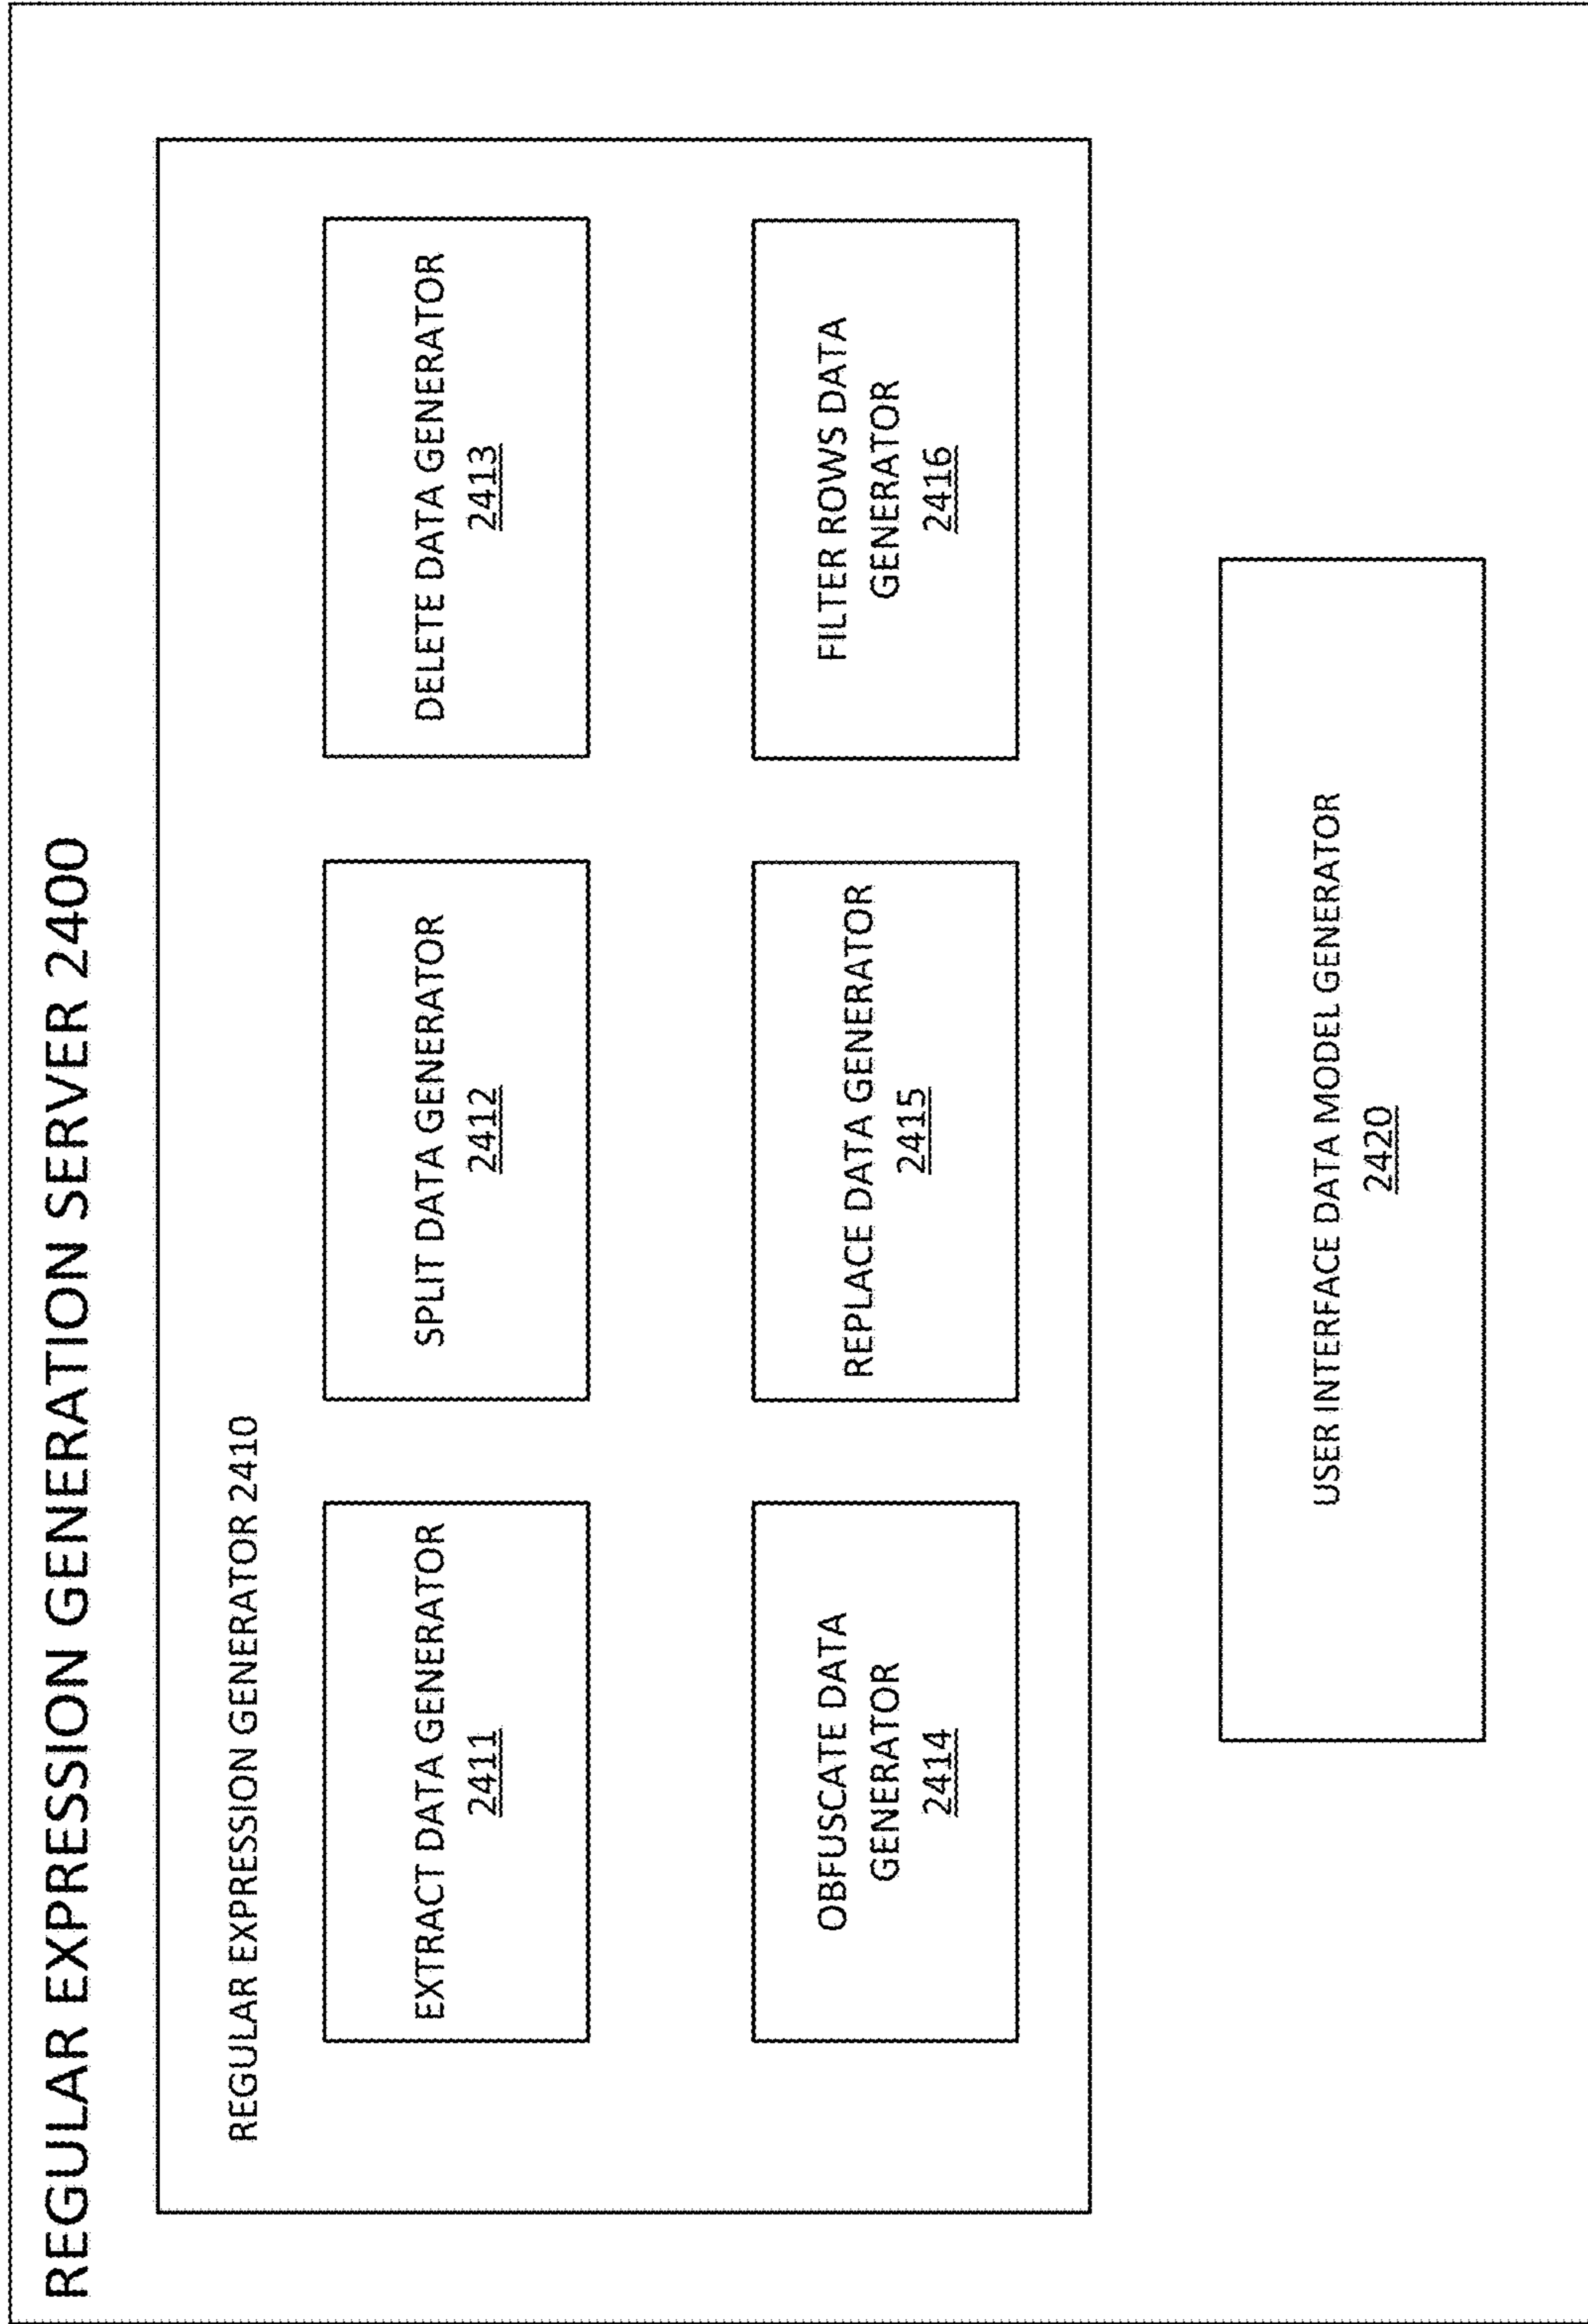 REGULAR EXPRESSION GENERATION SERVER 2400
REGULAR EXPRESSION GENERATOR 2410
EXTRACT DATA GENERATOR
2411
SPLIT DATA GENERATOR
2412
DELETE DATA GENERATOR
2413
OBFUSCATE DATA
GENERATOR
2414
REPLACE DATA GENERATOR
2415
FILTER ROWS DATA
GENERATOR
2416
USER INTERFACE DATA MODEL GENERATOR
2420